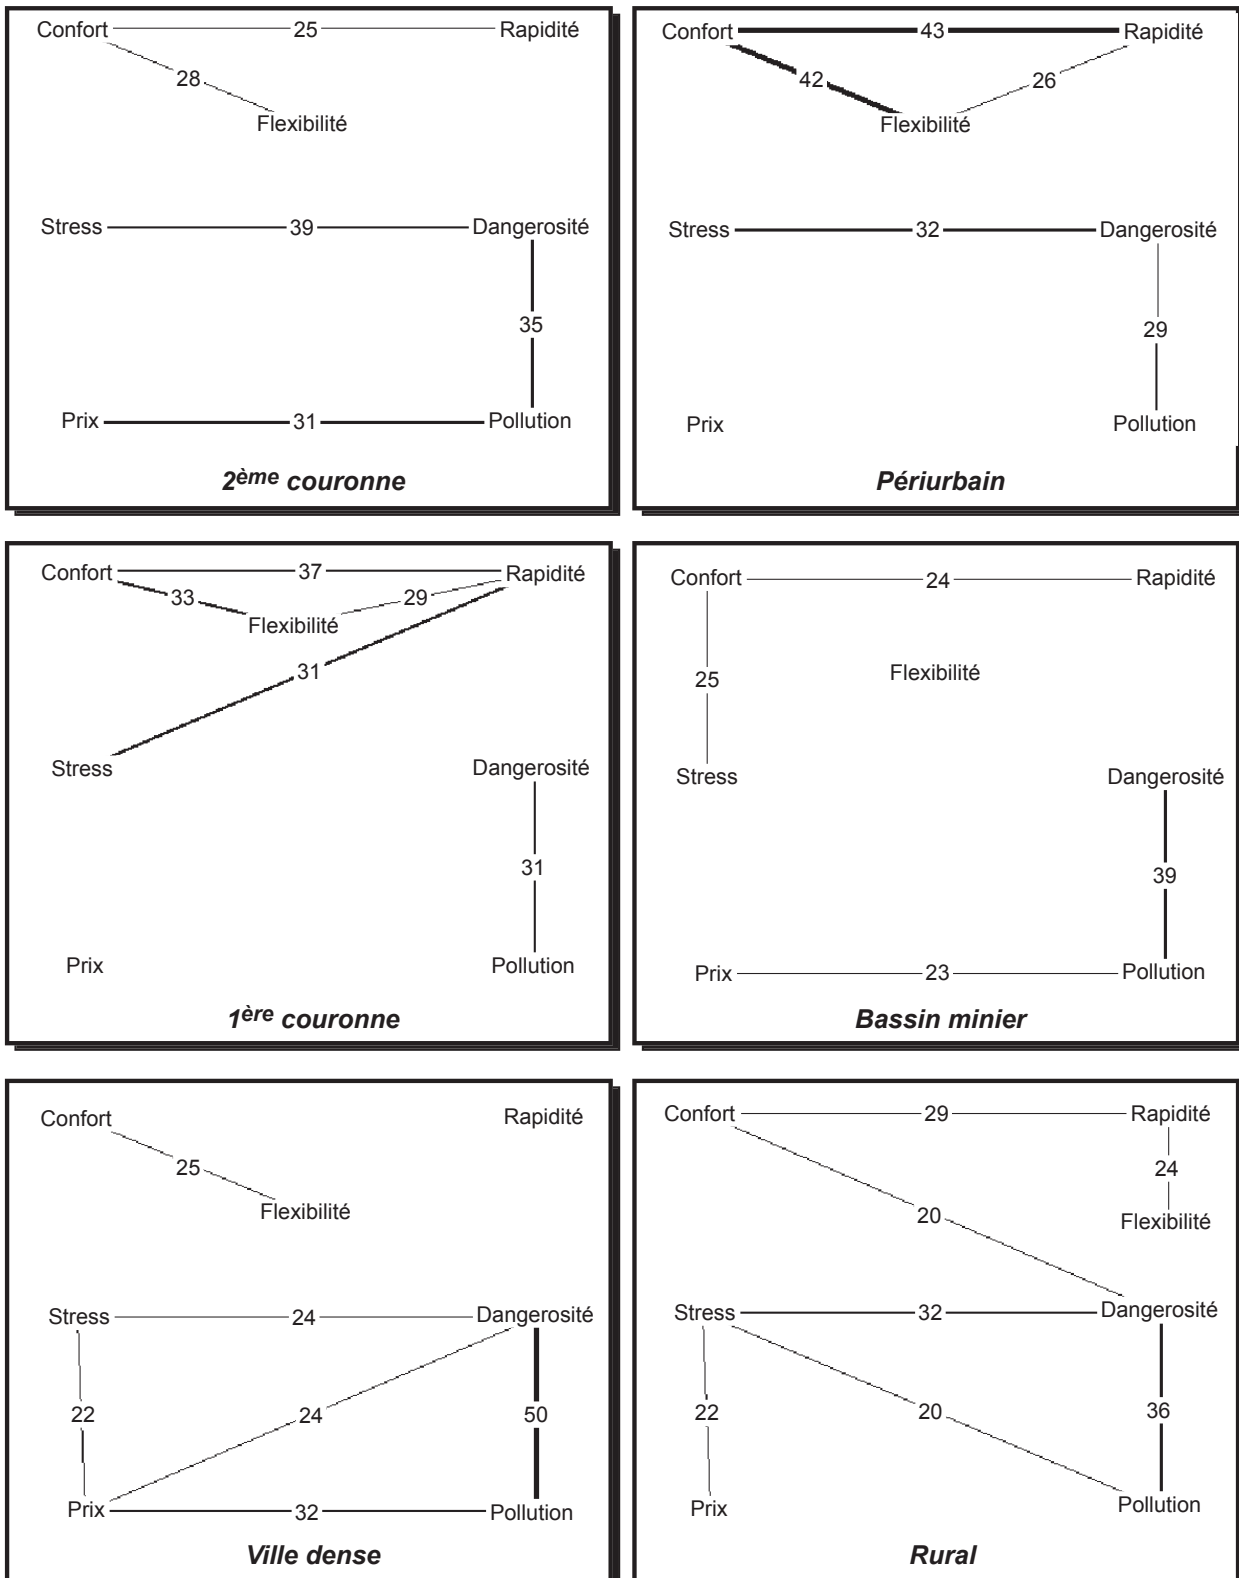 Confort 25 Rapidité
28
Flexibilité
Stress 39 Dangerosité
35
Prix 31 Pollution
2ème couronne
Confort 43 Rapidité
42 26
Flexibilité
Stress 32 Dangerosité
29
Prix Pollution
Périurbain
Confort 37 Rapidité
33 29
Flexibilité
31
Stress Dangerosité
31
Prix Pollution
1ère couronne
Confort 24 Rapidité
25 Flexibilité
Stress Dangerosité
39
Prix 23 Pollution
Bassin minier
Confort Rapidité
25
Flexibilité
Stress 24 Dangerosité
22 24 50
Prix 32 Pollution
Ville dense
Confort 29 Rapidité
24
20 Flexibilité
Stress 32 Dangerosité
22 20 36
Prix Pollution
Rural